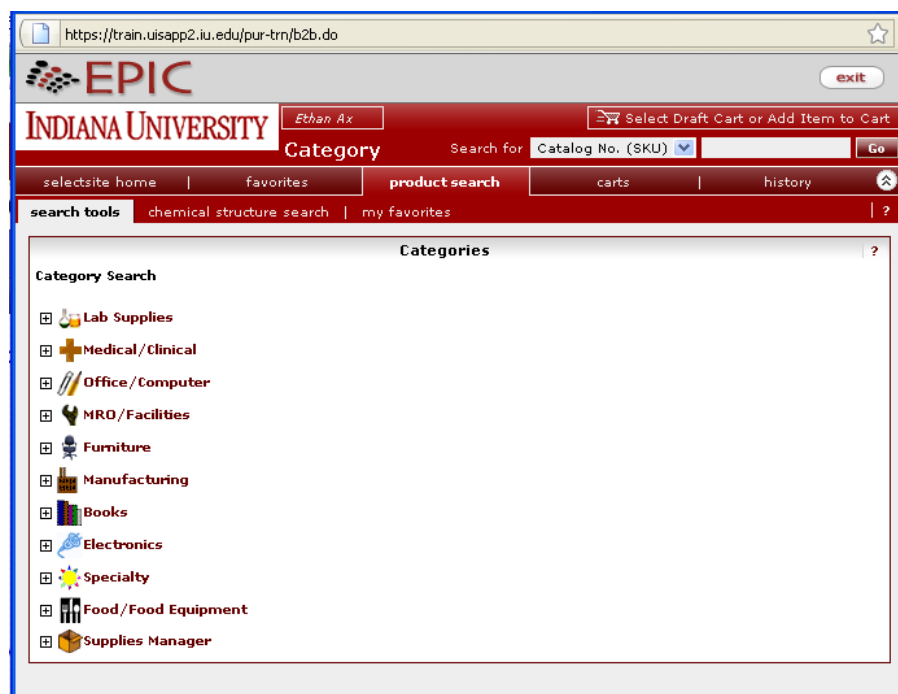 https://train.uisapp2.iu.edu/pur-trn/b2b.do
EPIC
exit
INDIANA UNIVERSITY
Ethan Ax
Select Draft Cart or Add Item to Cart
Category
Search for
Catalog No. (SKU)
Go
selectsite home | favorites product search carts | history
search tools chemical structure search | my favorites | ?
Categories ?
Category Search
Lab Supplies
Medical/Clinical
Office/Computer
MRO/Facilities
Furniture
Manufacturing
Books
Electronics
Specialty
Food/Food Equipment
Supplies Manager